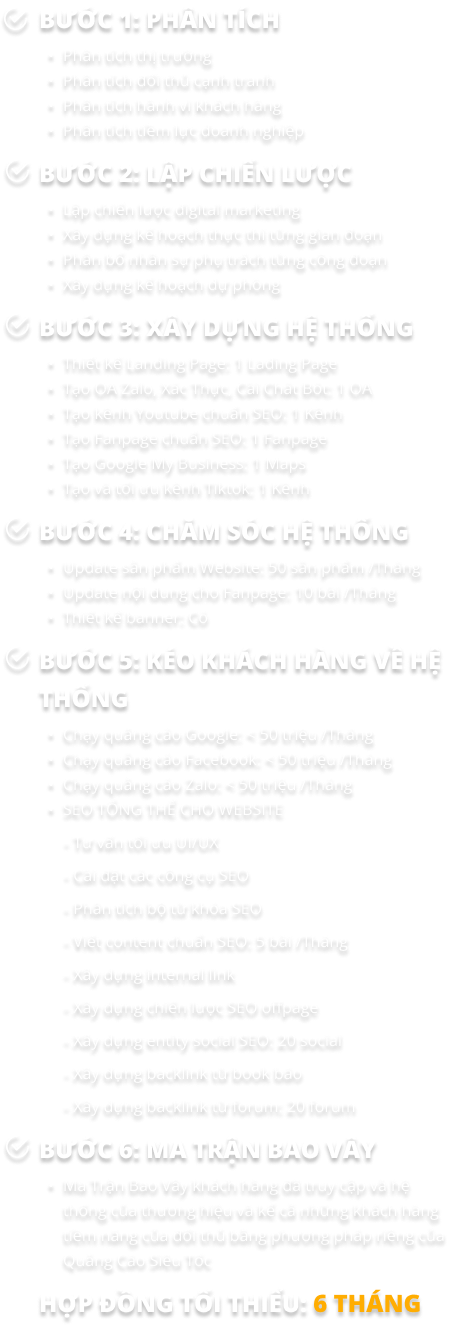 BƯỚC 1: PHÂN TÍCH
• Phân tích thị trường
• Phân tích đối thủ cạnh tranh
• Phân tích hành vi khách hàng
• Phân tích tiềm lực doanh nghiệp
BƯỚC 2: LẬP CHIẾN LƯỢC
• Lập chiến lược digital marketing
• Xây dựng kế hoạch thực thi từng gian đoạn
• Phân bổ nhân sự phụ trách từng công đoạn
• Xây dựng kế hoạch dự phòng
BƯỚC 3: XÂY DỰNG HỆ THỐNG
• Thiết kế Landing Page: 1 Lading Page
• Tạo OA Zalo, Xác Thực, Cài Chát Bót: 1 OA
• Tạo kênh Youtube chuẩn SEO: 1 Kênh
• Tạo Fanpage chuẩn SEO: 1 Fanpage
• Tạo Google My Business: 1 Maps
• Tạo và tối ưu kênh Tiktok: 1 Kênh
BƯỚC 4: CHĂM SÓC HỆ THỐNG
• Update sản phẩm Website: 50 sản phẩm /Tháng
• Update nội dung cho Fanpage: 10 bài /Tháng
• Thiết kế banner: Có
BƯỚC 5: KÉO KHÁCH HÀNG VỀ HỆ
THỐNG
• Chạy quảng cáo Google: < 50 triệu /Tháng
• Chạy quảng cáo Facebook: < 50 triệu /Tháng
• Chạy quảng cáo Zalo: < 50 triệu /Tháng
• SEO TỔNG THỂ CHO WEBSITE
- Tư vấn tối ưu UI/UX
- Cài đặt các công cụ SEO
- Phân tích bộ từ khóa SEO
- Viết content chuẩn SEO: 5 bài /Tháng
- Xây dựng internal link
- Xây dựng chiến lược SEO offpage
- Xây dựng entity social SEO: 20 social
- Xây dựng backlink từ book báo
- Xây dựng backlink từ forum: 20 forum
BƯỚC 6: MA TRẬN BAO VÂY
• Ma Trận Bao Vây khách hàng đã truy cập và hệ
thống của thương hiệu và kể cả những khách hàng
tiềm năng của đối thủ bằng phương pháp riêng của
Quảng Cáo Siêu Tốc
HỢP ĐỒNG TỐI THIỂU: 6 THÁNG